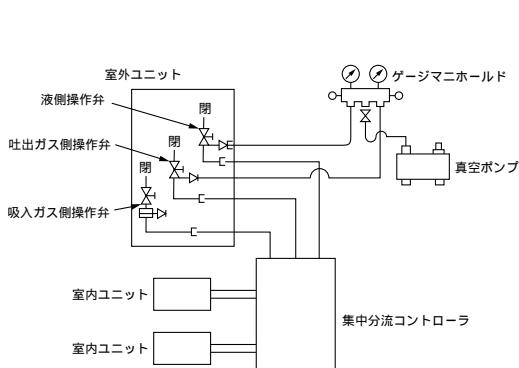 室外ユニット
ゲージマニホールド
液側操作弁
閉
吐出ガス側操作弁
閉
真空ポンプ
閉
吸入ガス側操作弁
室内ユニット
集中分流コントローラ
室内ユニット